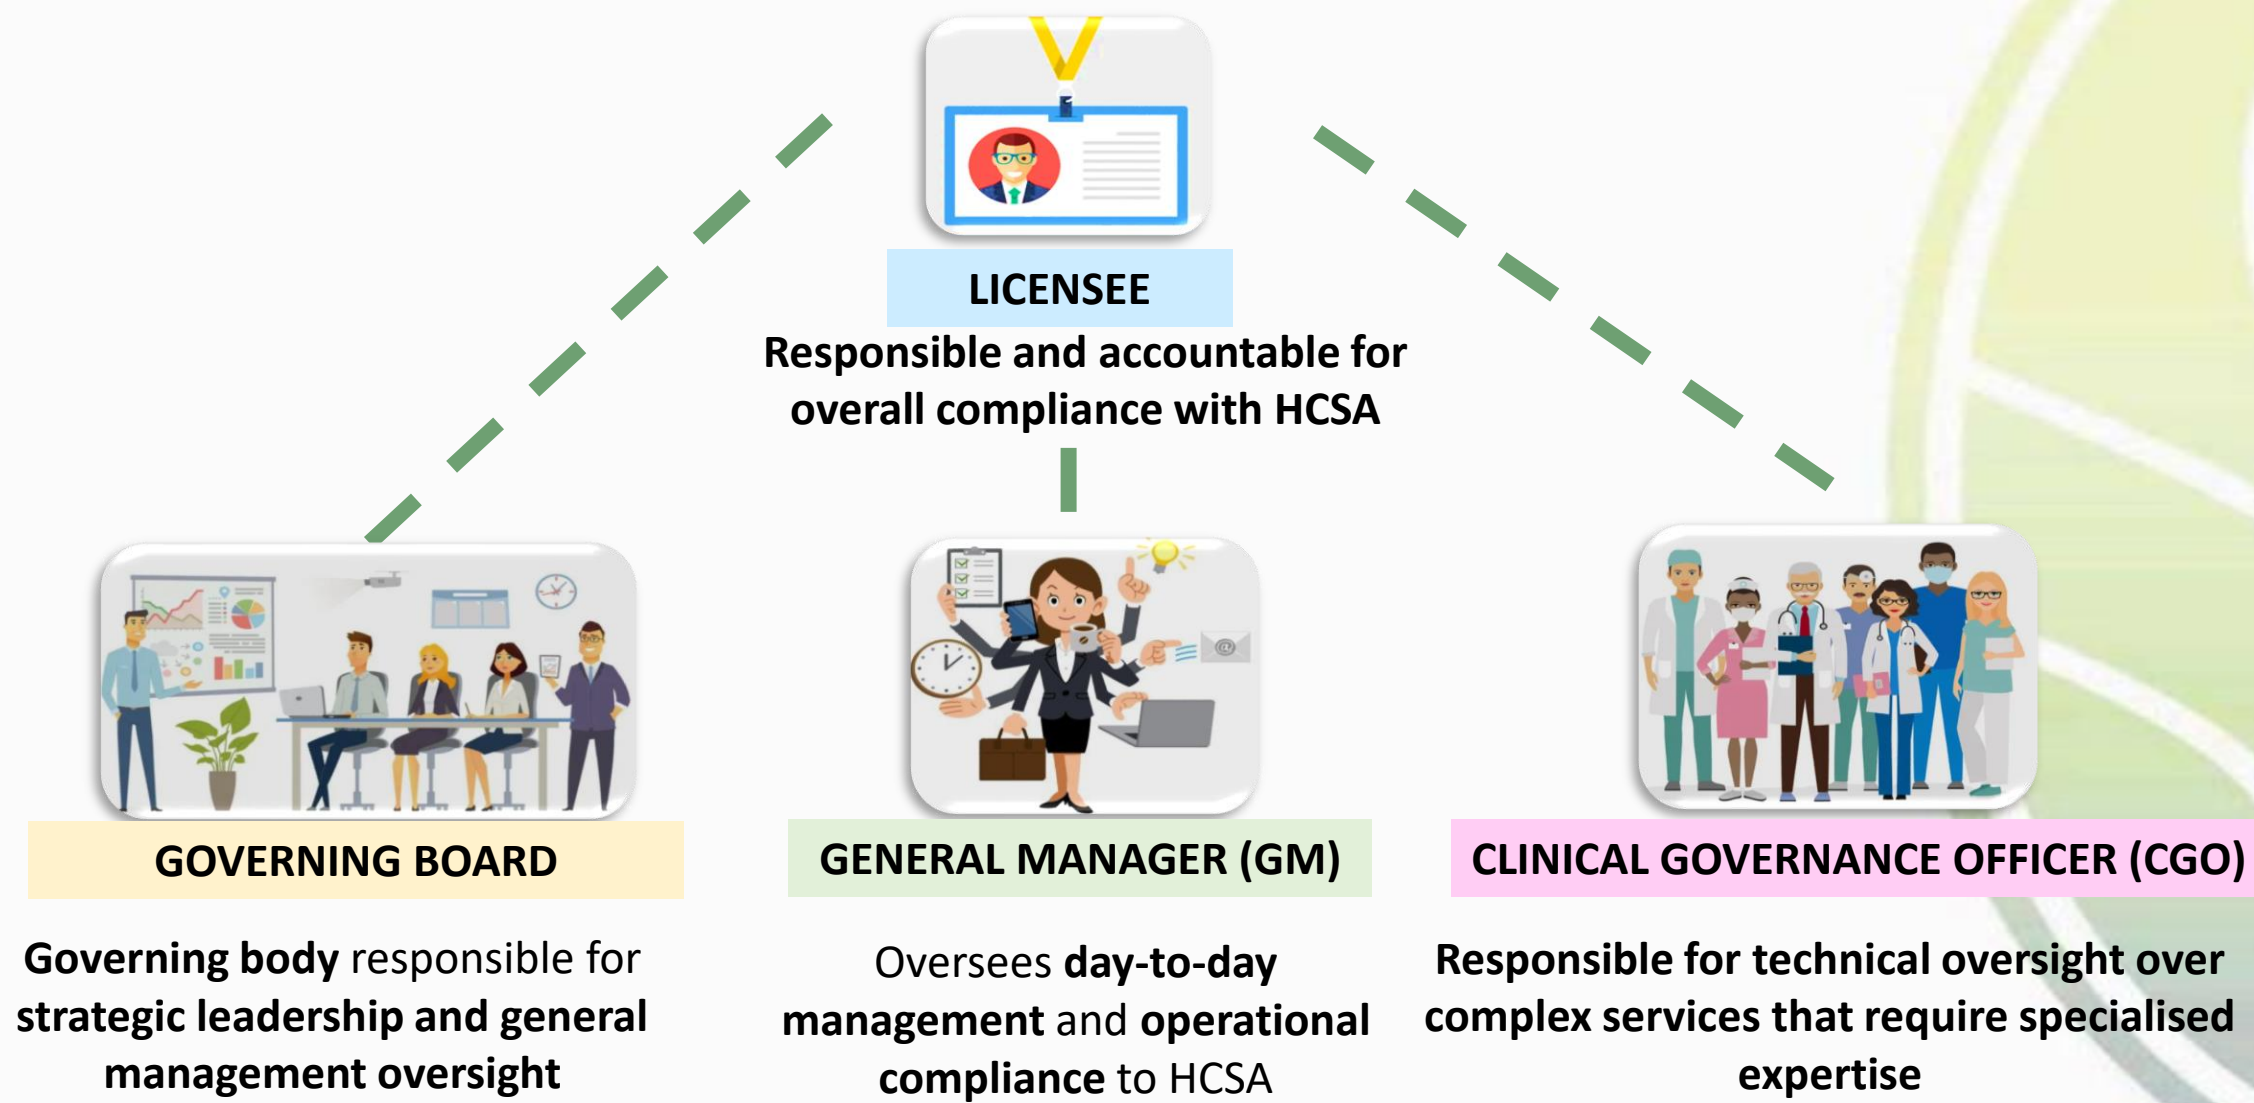 LICENSEE
Responsible and accountable for
overall compliance with HCSA
GOVERNING BOARD
Governing body responsible for
strategic leadership and general
management oversight
GENERAL MANAGER (GM)
Oversees day-to-day
management and operational
compliance to HCSA
CLINICAL GOVERNANCE OFFICER (CGO)
Responsible for technical oversight over
complex services that require specialised
expertise